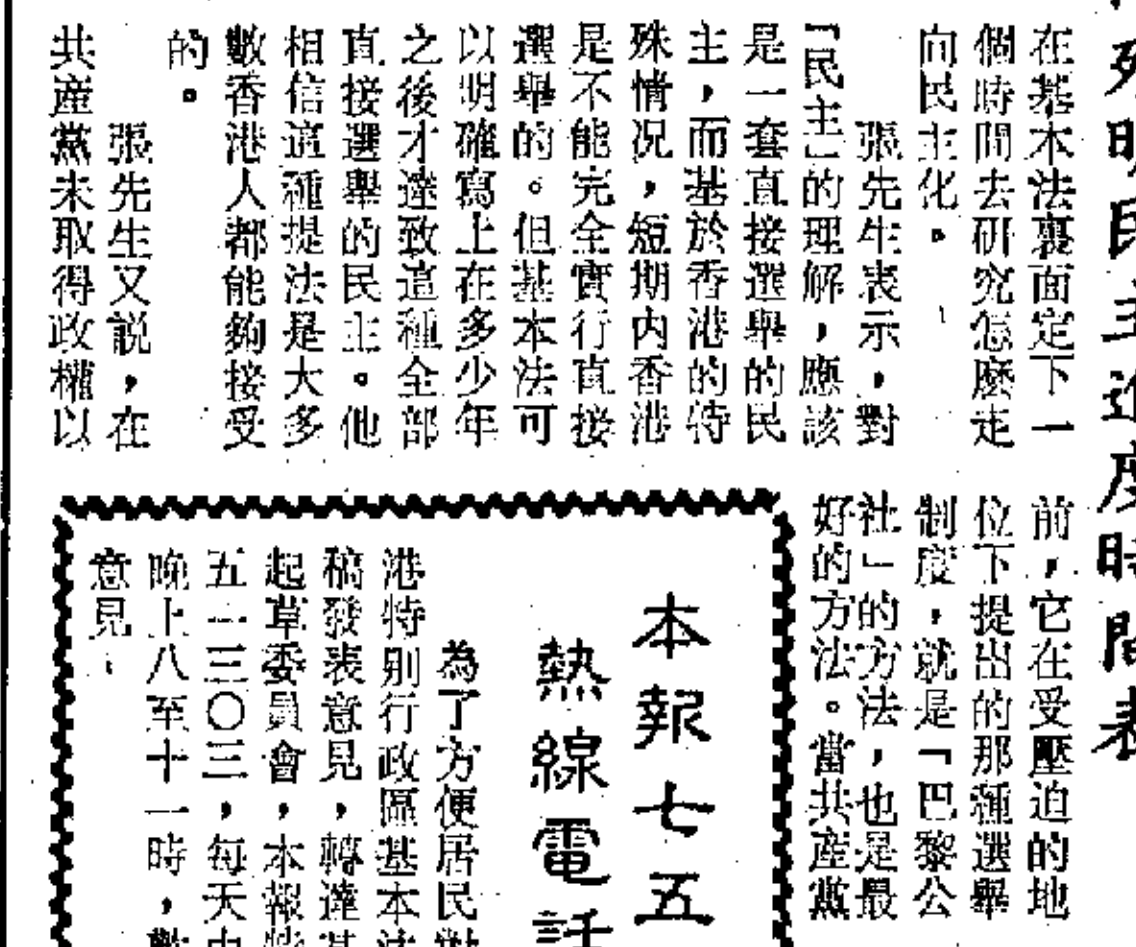 列明民主進度時間表
在基本法裏面定下一
個時間去研究怎麼走
向民主化。
張先生表示，對
「民主」的理解，應該
是一套直接選舉的民
主，而基於香港的特
殊情況，短期內香港
是不能完全實行直接
選舉的。但基本法可
以明確寫上在多少年
之後才達致這種全部
直接選舉的民主。他
相信這種提法是大多
數香港人都能夠接受
的。
張先生又説，在
共產黨未取得政權以
前，它在受壓迫的地
位下提出的那種選舉
制度，就是「巴黎公
社」的方法，也是最
好的方法。當共產黨
本報七五
熱線電話
為了方便居民對
港特別行政區基本法
稿發表意見，轉達基
起草委員會，本報特
五一三〇三，每天由
晚上八至十一時，歡
意見